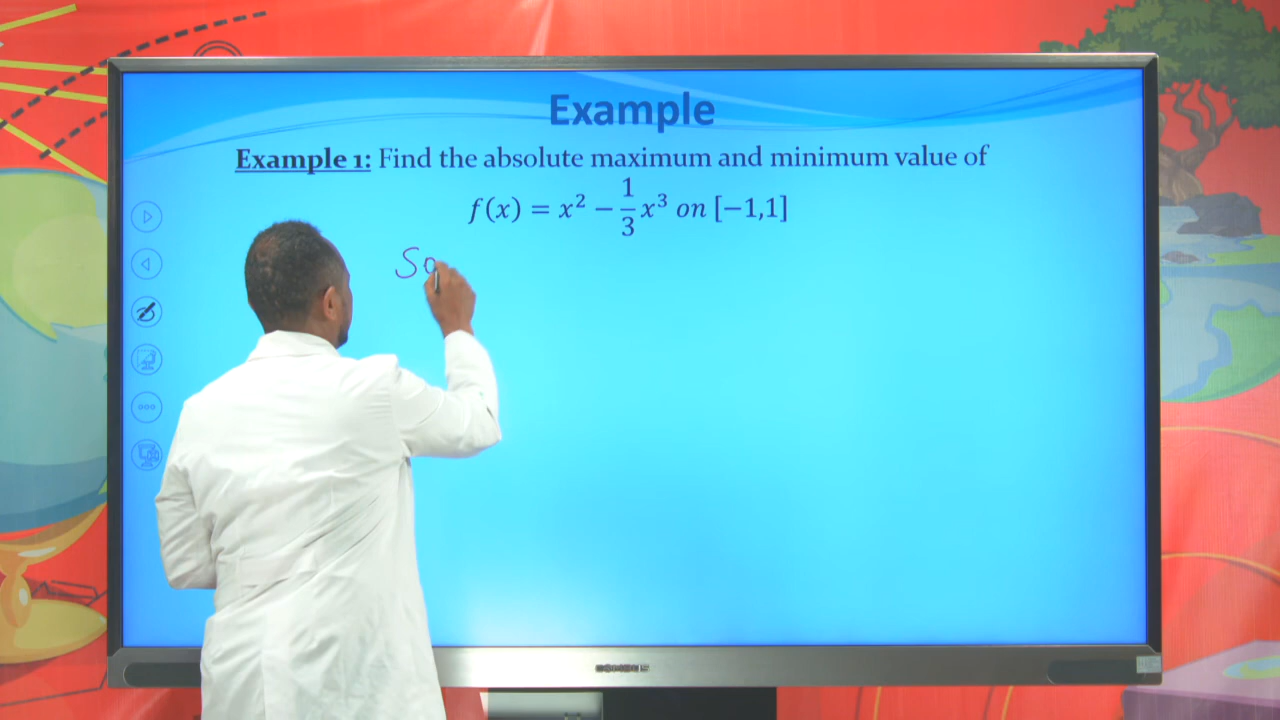 Example
Example 1: Find the absolute maximum and minimum value of
f(x) = x² − 1/3 x³ on [−1,1]
So